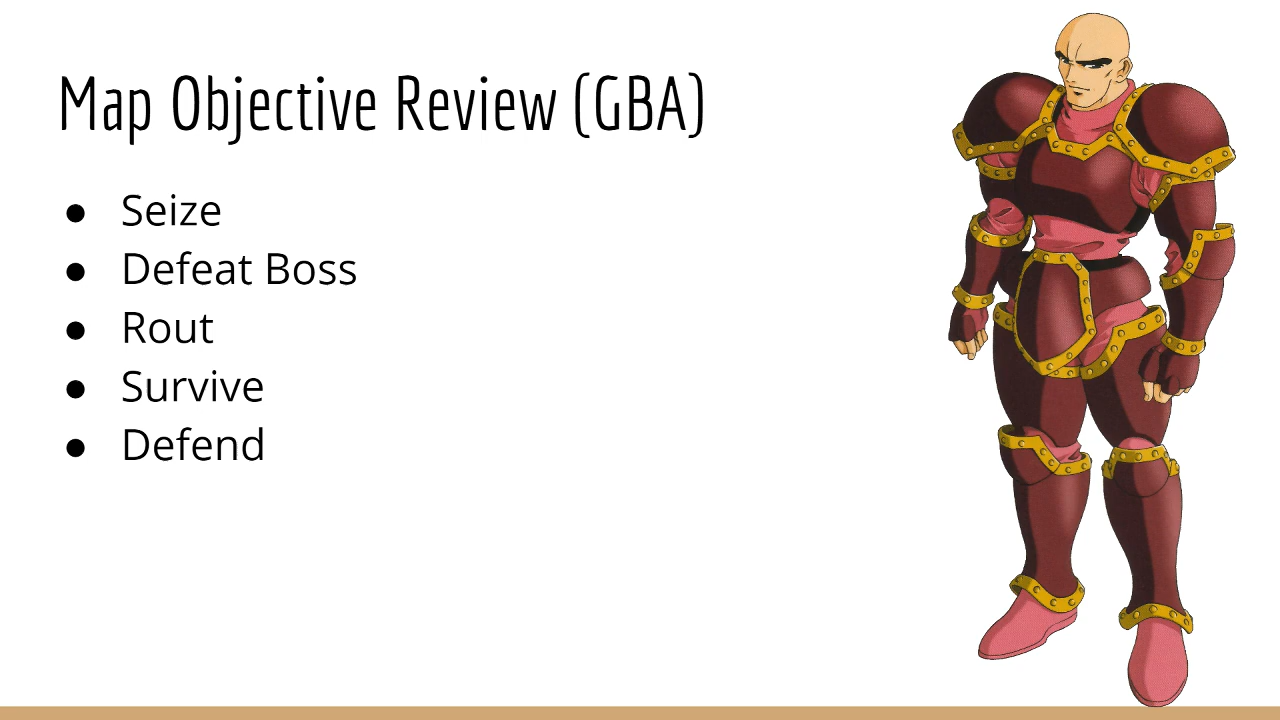 Map Objective Review (GBA)
● Seize
● Defeat Boss
● Rout
● Survive
● Defend